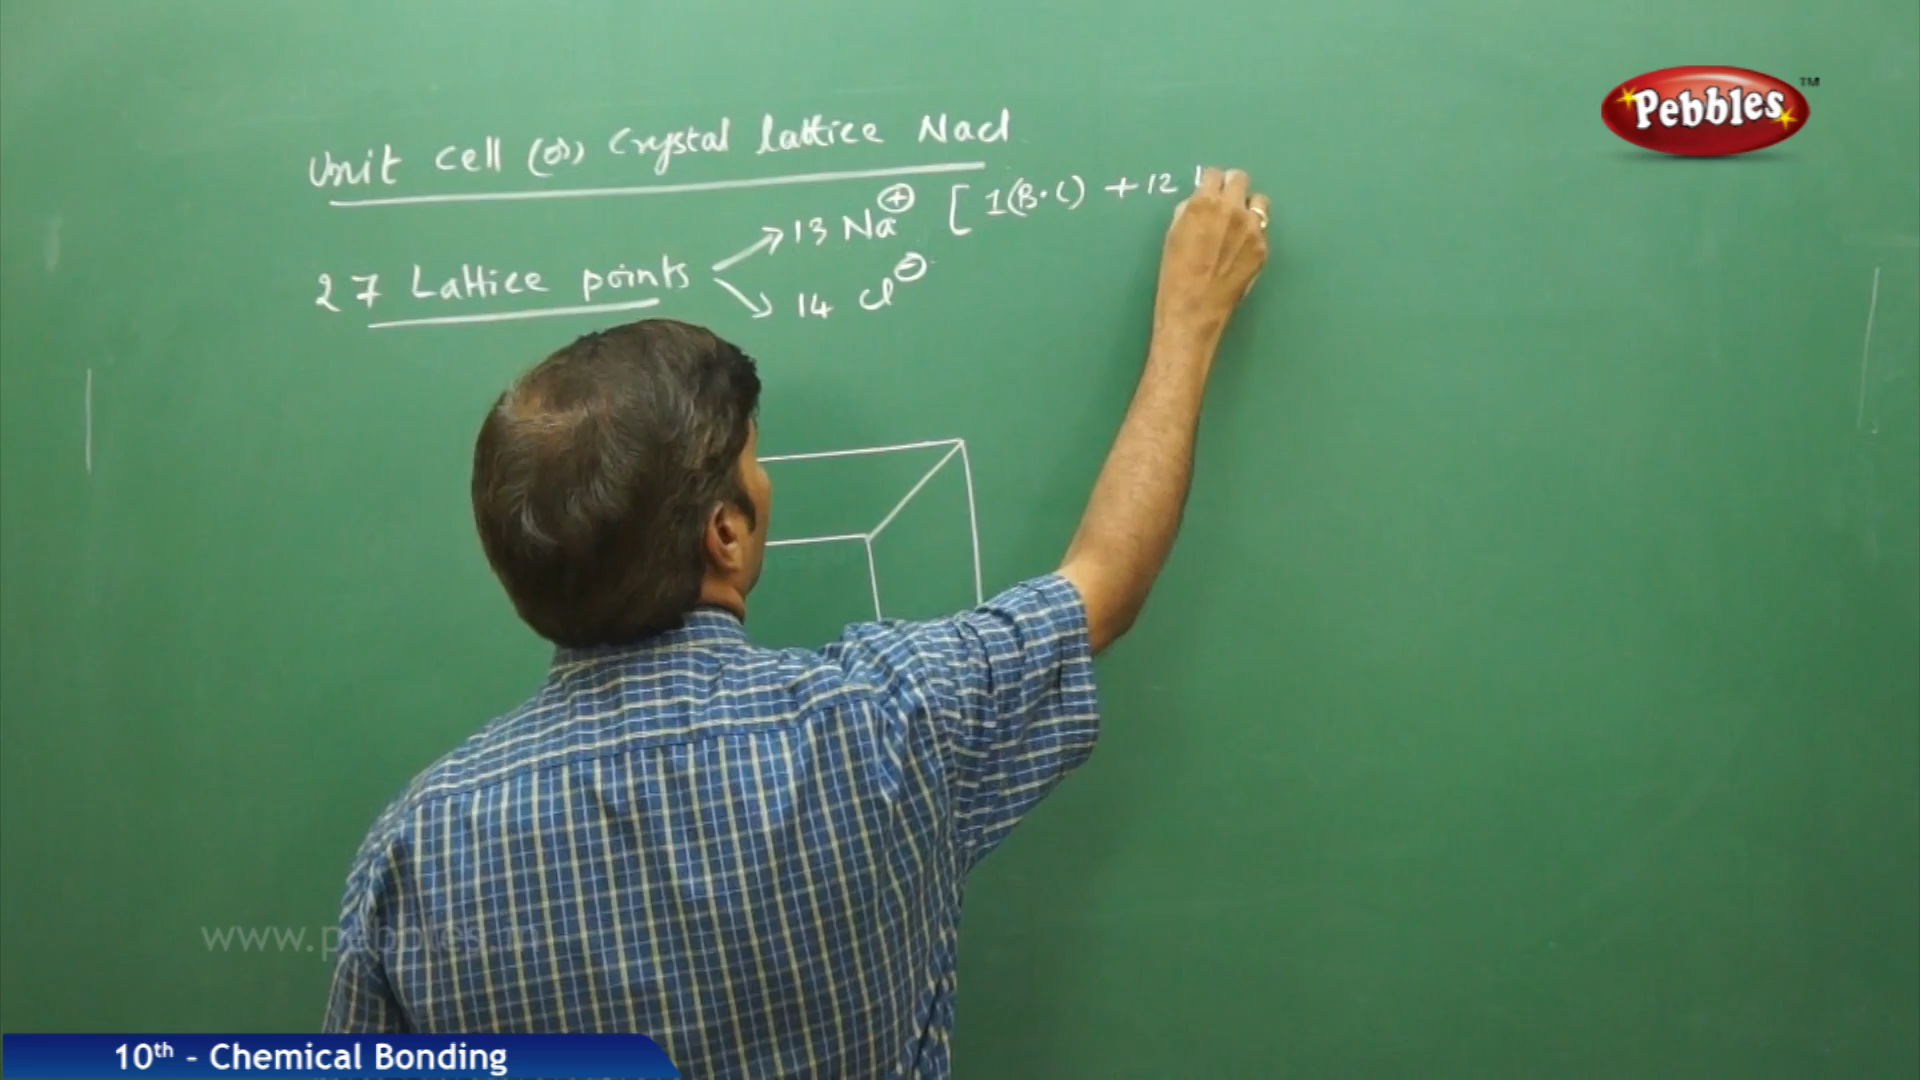 Unit Cell (or) Crystal lattice Nacl
27 Lattice points
13 Na⊕ [ 1(B.C) + 12
14 cl⊖
Pebbles™
www.pebbles.in
10th - Chemical Bonding